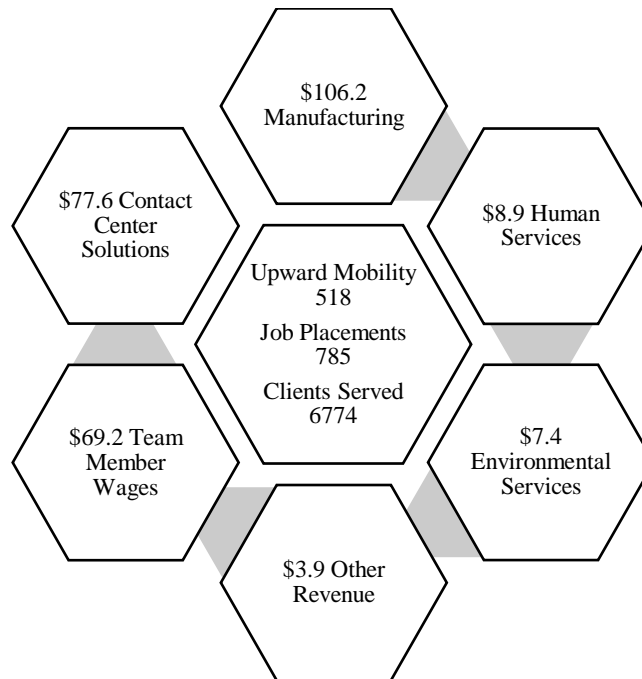 $106.2
Manufacturing
$8.9 Human
Services
$7.4
Environmental
Services
$3.9 Other
Revenue
$69.2 Team
Member
Wages
$77.6 Contact
Center
Solutions
Upward Mobility
518
Job Placements
785
Clients Served
6774